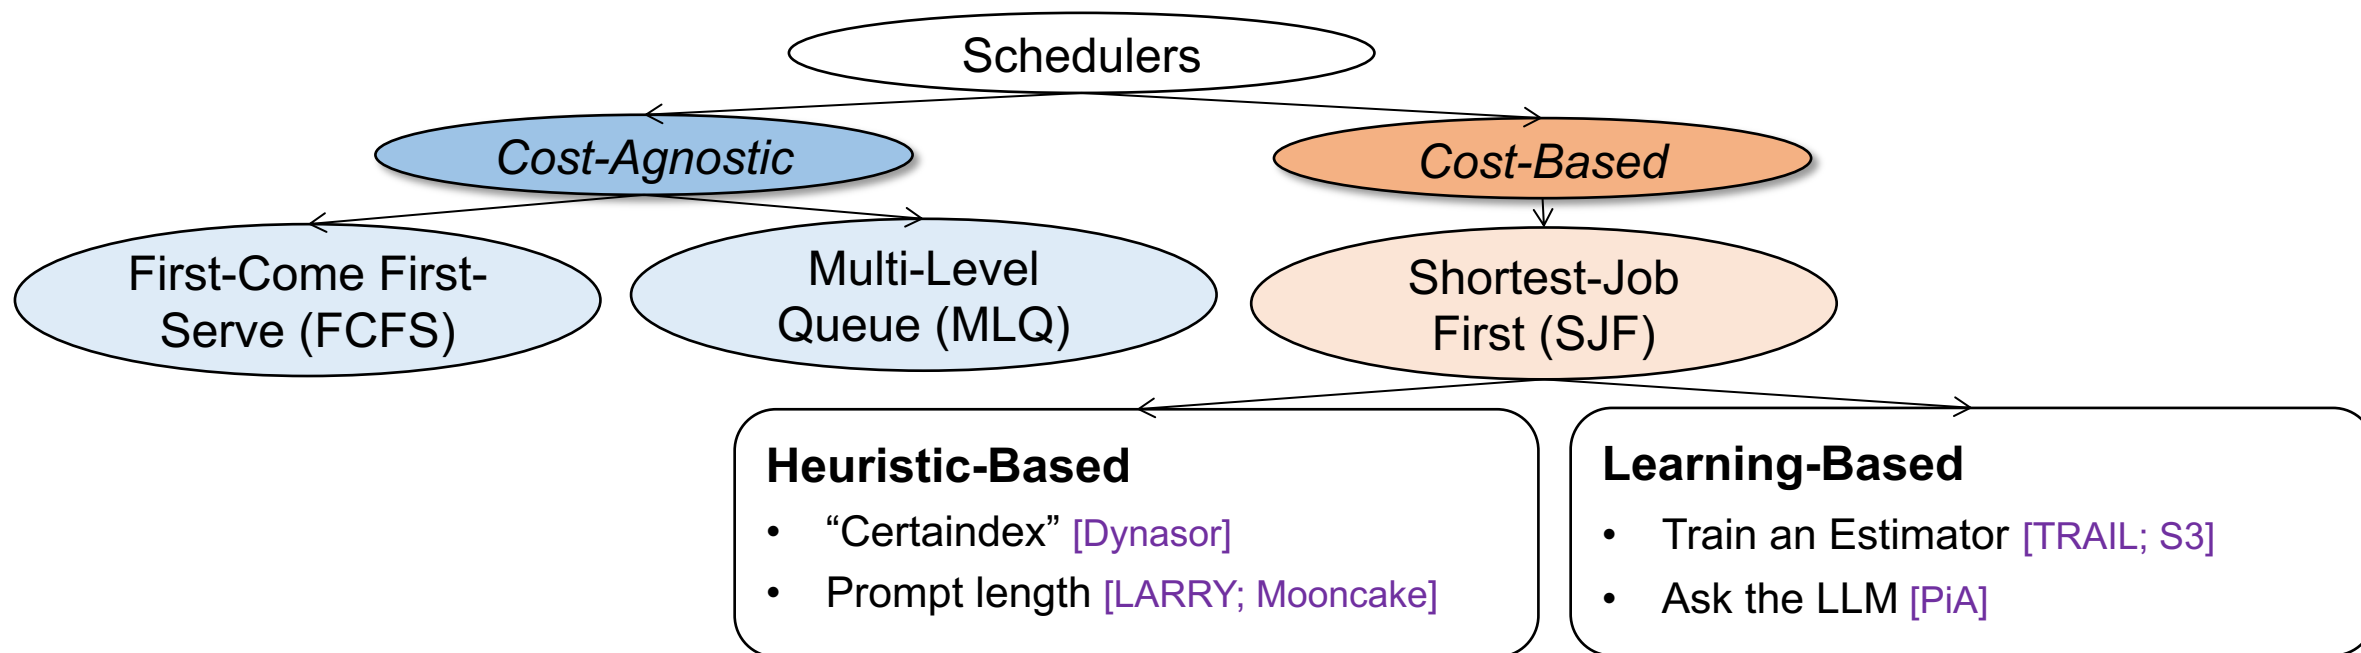 Schedulers
Cost-Agnostic
Cost-Based
First-Come First-
Serve (FCFS)
Multi-Level
Queue (MLQ)
Shortest-Job
First (SJF)
Heuristic-Based
• “Certaindex” [Dynasor]
• Prompt length [LARRY; Mooncake]
Learning-Based
• Train an Estimator [TRAIL; S3]
• Ask the LLM [PiA]